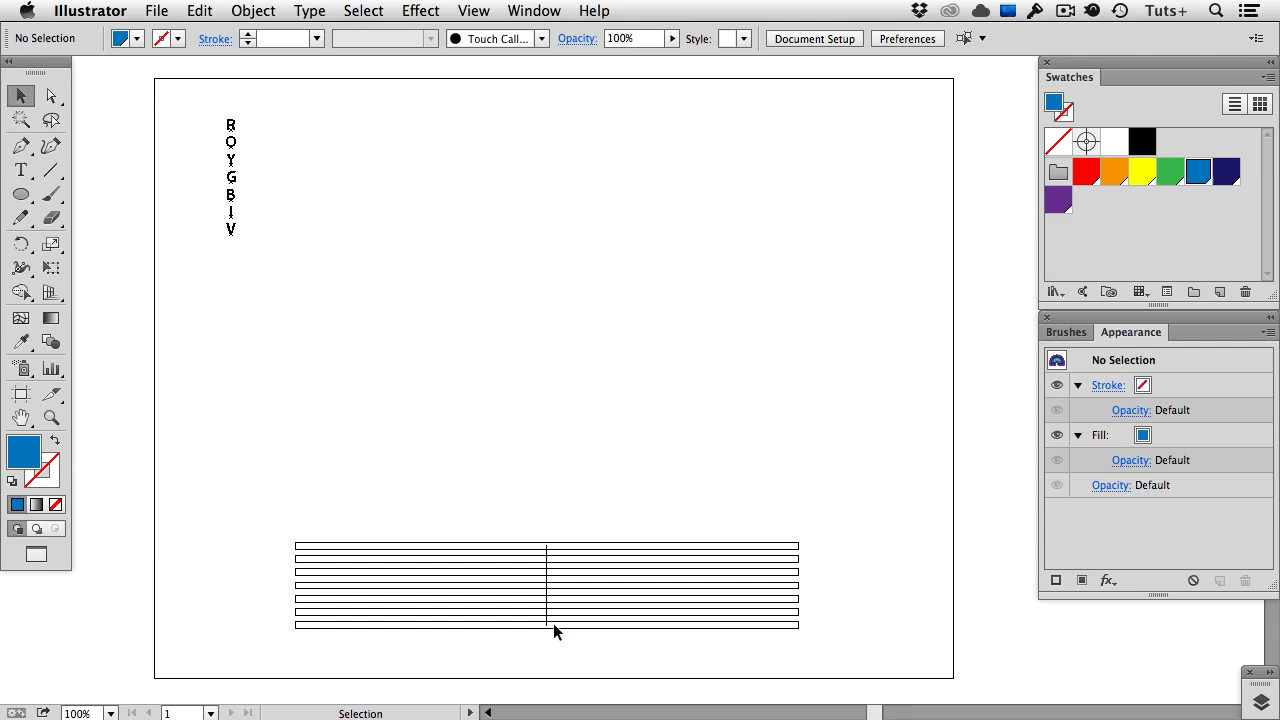 Illustrator File Edit Object Type Select Effect View Window Help Tuts+
No Selection Stroke: Touch Call... Opacity: 100% Style: Document Setup Preferences
Swatches
R
O
Y
G
B
I
V
Brushes Appearance
No Selection
Stroke:
Opacity: Default
Fill:
Opacity: Default
Opacity: Default
fx
100% 1 Selection